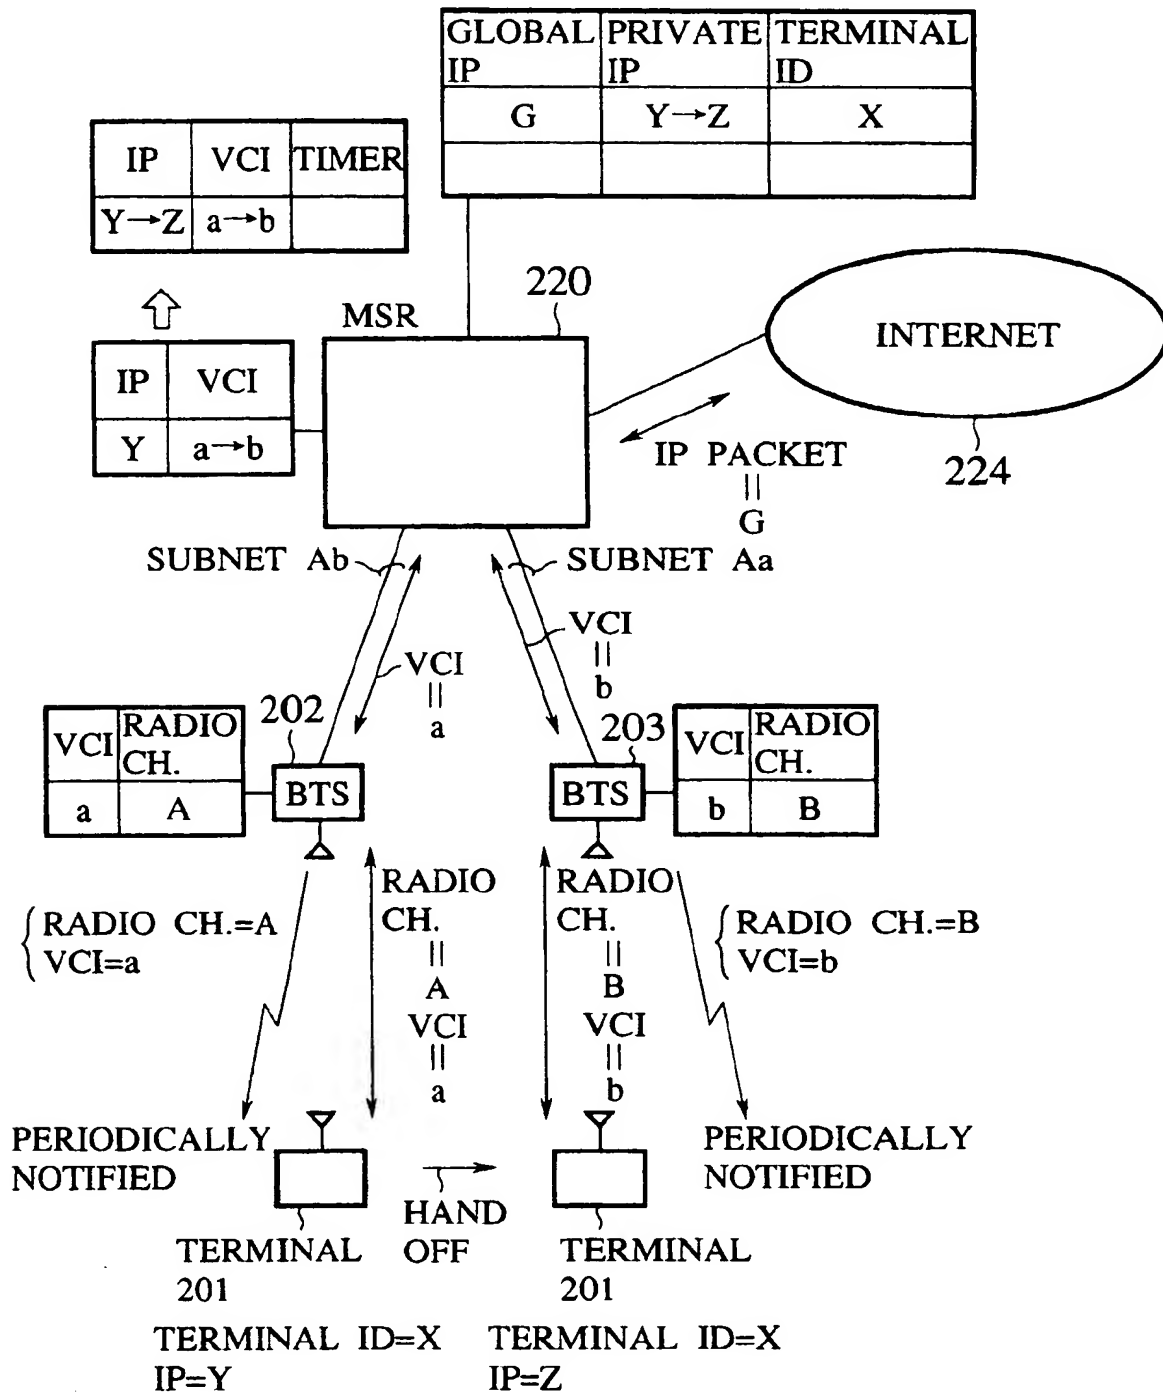 GLOBAL IP
PRIVATE IP
TERMINAL ID
G
Y→Z
X
IP
VCI
TIMER
Y→Z
a→b
220
MSR
INTERNET
IP
VCI
Y
a→b
IP PACKET
||
G
224
SUBNET Ab
SUBNET Aa
VCI
||
a
VCI
||
b
202
203
VCI
RADIO CH.
a
A
BTS
BTS
VCI
RADIO CH.
b
B
RADIO CH.=A
VCI=a
RADIO
CH.
||
A
VCI
||
a
RADIO
CH.
||
B
VCI
||
b
RADIO CH.=B
VCI=b
PERIODICALLY
NOTIFIED
PERIODICALLY
NOTIFIED
HAND
OFF
TERMINAL
201
TERMINAL
201
TERMINAL ID=X
IP=Y
TERMINAL ID=X
IP=Z